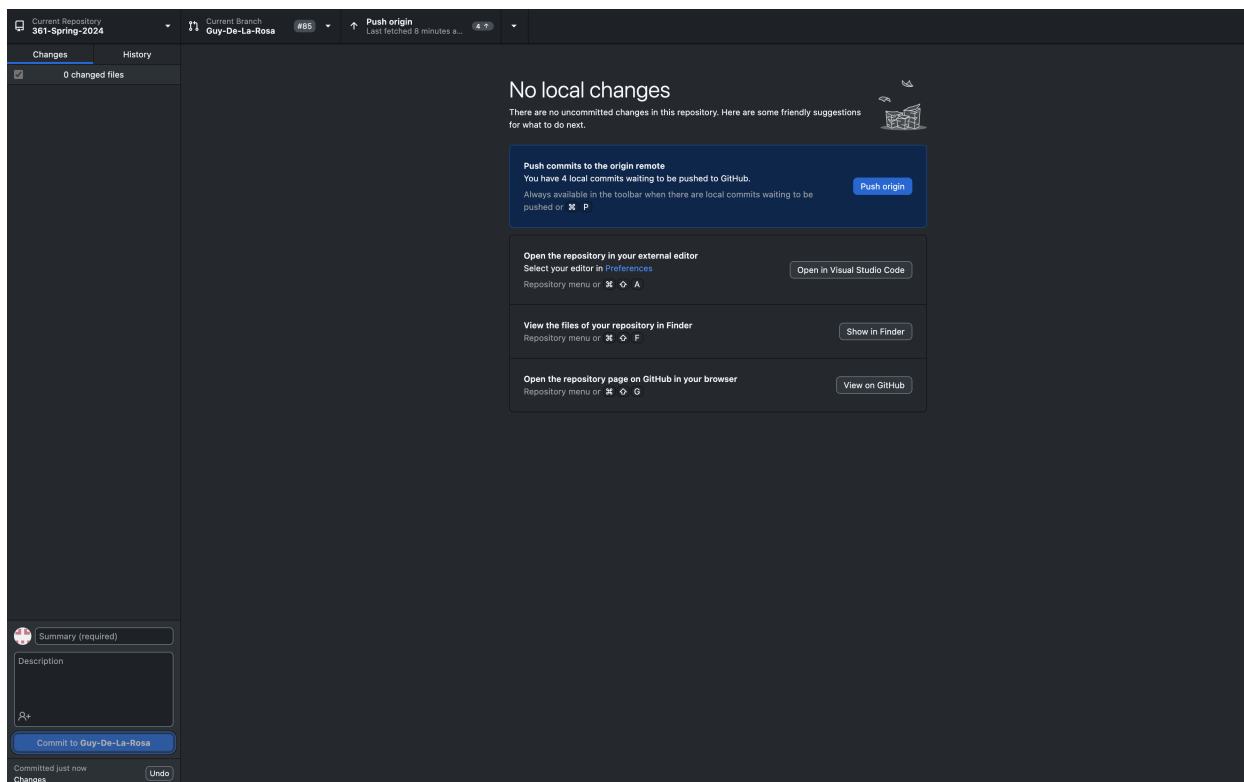 Current Repository
361-Spring-2024
Current Branch
Guy-De-La-Rosa
#85
Push origin
Last fetched 8 minutes a...
4↑
Changes
History
0 changed files
No local changes
There are no uncommitted changes in this repository. Here are some friendly suggestions
for what to do next.
Push commits to the origin remote
You have 4 local commits waiting to be pushed to GitHub.
Always available in the toolbar when there are local commits waiting to be
pushed or ⌘ P
Push origin
Open the repository in your external editor
Select your editor in Preferences
Repository menu or ⌘ ⇧ A
Open in Visual Studio Code
View the files of your repository in Finder
Repository menu or ⌘ ⇧ F
Show in Finder
Open the repository page on GitHub in your browser
Repository menu or ⌘ ⇧ G
View on GitHub
Summary (required)
Description
Commit to Guy-De-La-Rosa
Committed just now
Changes
Undo